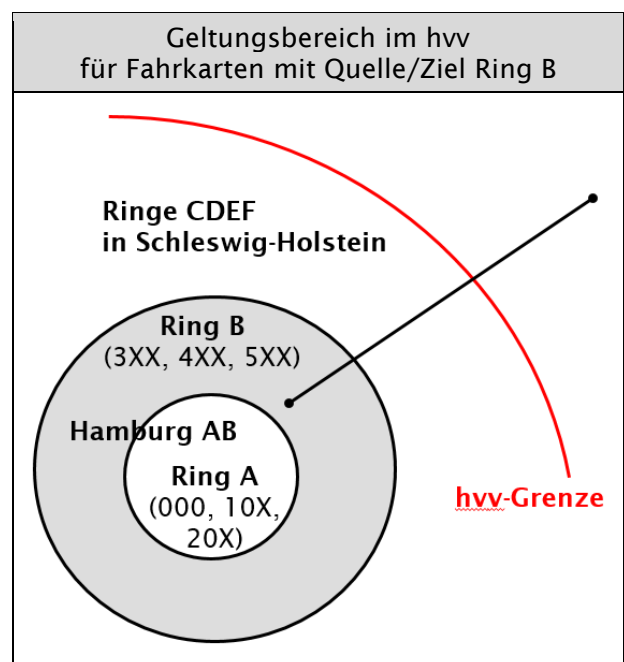 Geltungsbereich im hvv
für Fahrkarten mit Quelle/Ziel Ring B
Ringe CDEF
in Schleswig-Holstein
Ring B
(3XX, 4XX, 5XX)
Hamburg AB
Ring A
(000, 10X,
20X)
hvv-Grenze